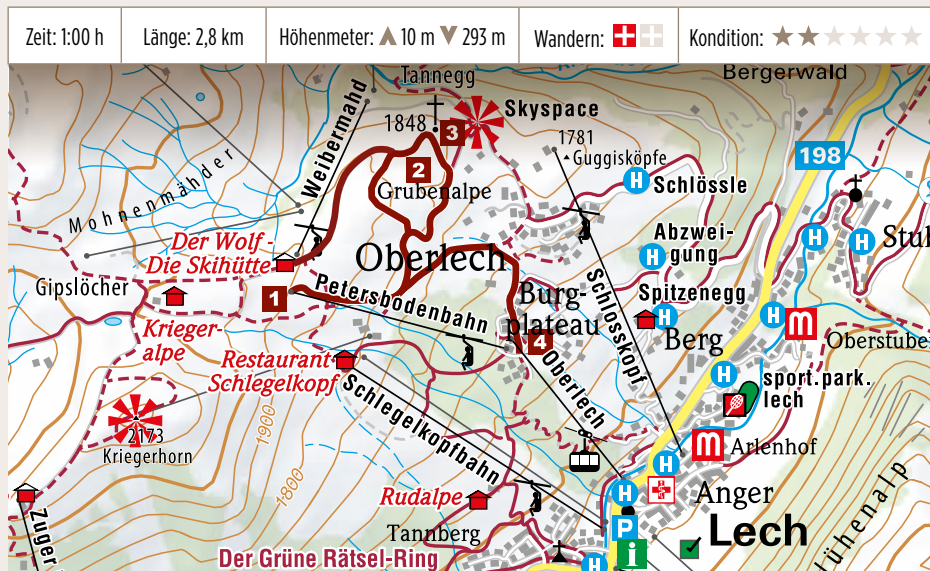 Zeit: 1:00 h
Länge: 2,8 km
Höhenmeter: 10 m 293 m
Wandern:
Kondition:
Tannegg
Bergerwald
Weibermahd
1848
3
Skyspace
1781
Guggisköpfe
198
2
Grubenalpe
H
Schlössle
Mohnenmähder
Der Wolf -
Die Skihütte
Oberlech
Abzwei-
gung
H
H
H
Gipslöcher
1
Petersbodenbahn
Burg-
plateau
Schlosskopf
Spitzenegg
H
Berg
H
m
Oberstube
Krieger-
alpe
Restaurant
Schlegelkopf
4
Oberlech
H
sport.park.
lech
Schlegelkopfbahn
1900
2173
Kriegerhorn
1800
m
Arlenhof
H
Rudalpe
H
Anger
Zuger
Tannberg
P
Lech
Der Grüne Rätsel-Ring
i
H